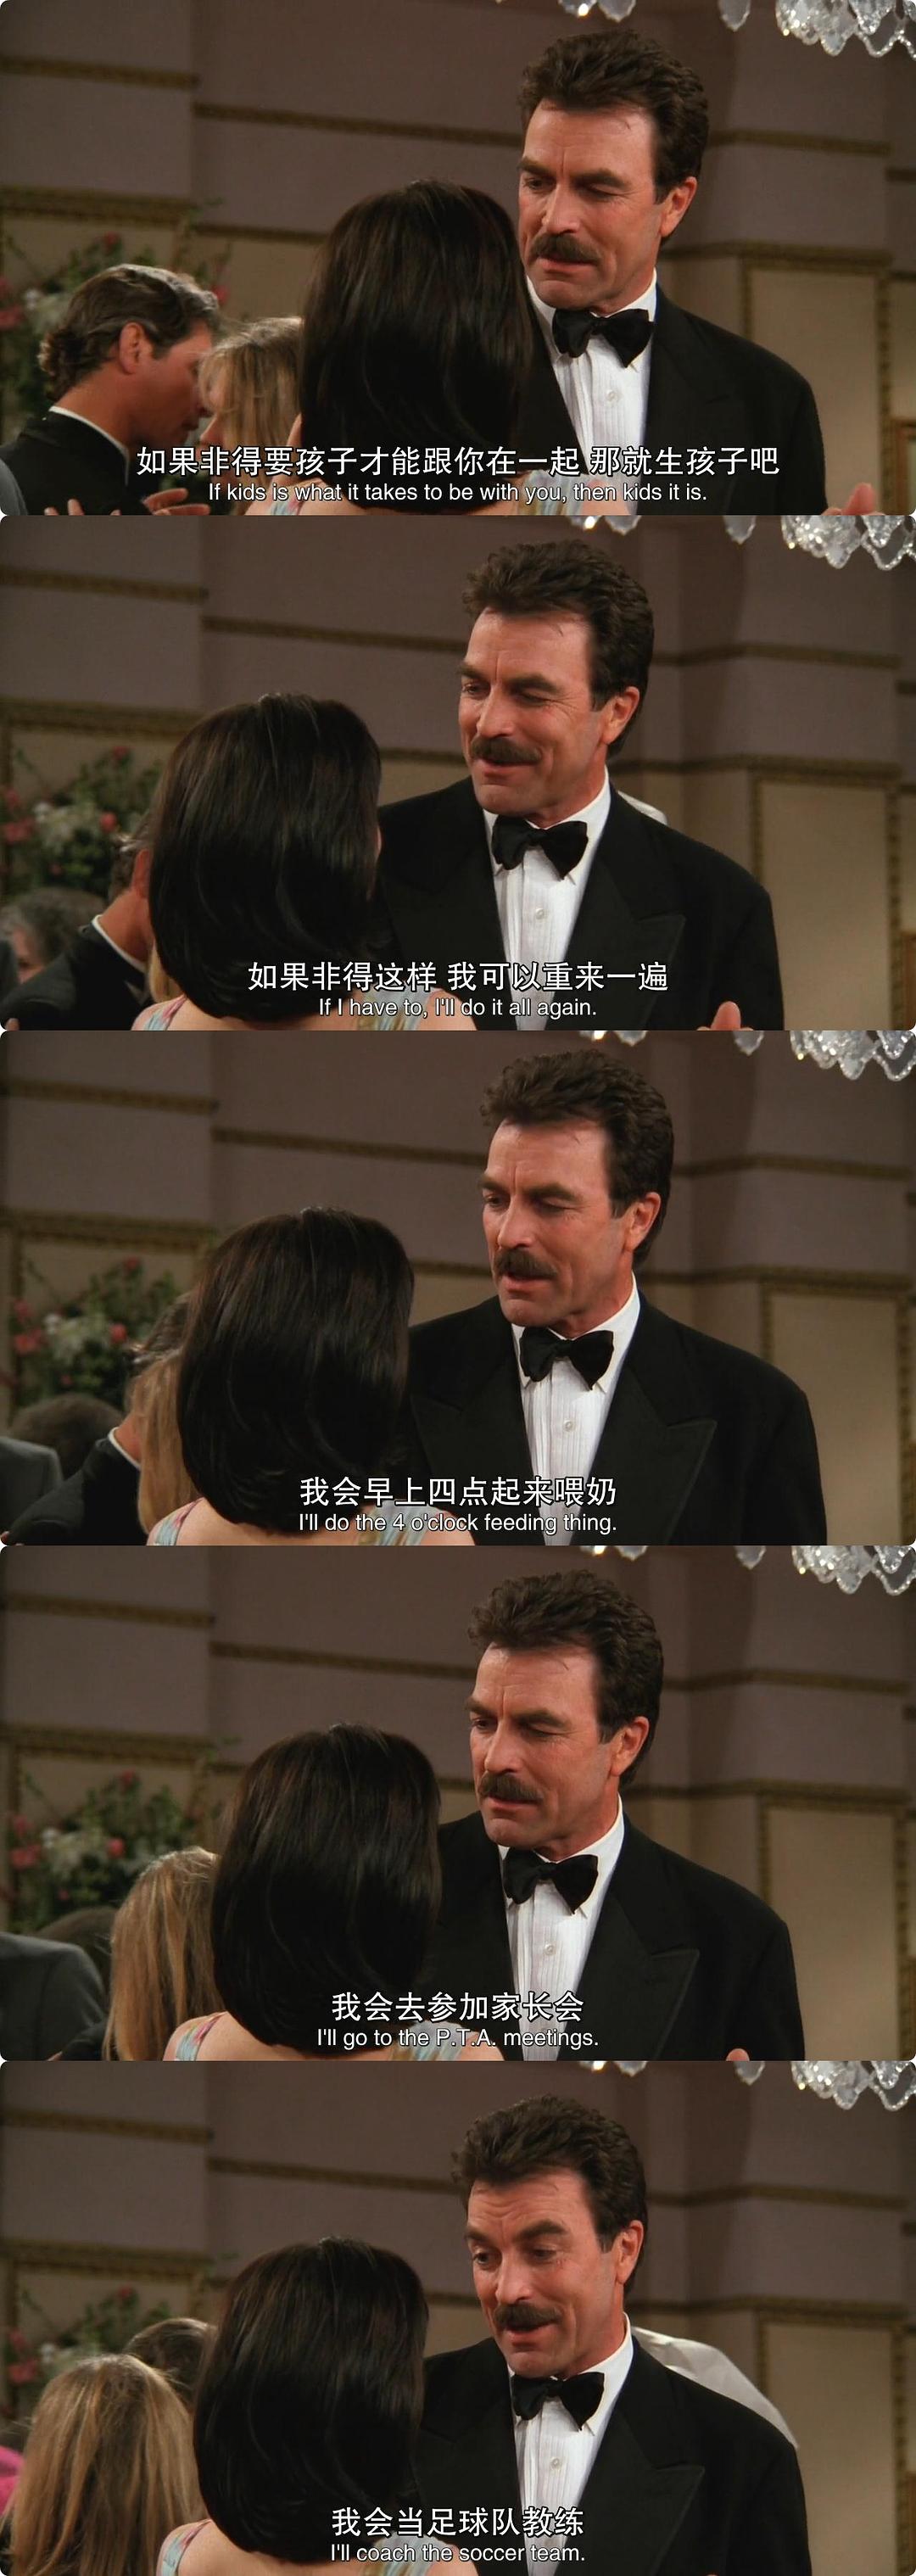 如果非得要孩子才能跟你在一起 那就生孩子吧
If kids is what it takes to be with you, then kids it is.
如果非得这样 我可以重来一遍
If I have to, I'll do it all again.
我会早上四点起来喂奶
I'll do the 4 o'clock feeding thing.
我会去参加家长会
I'll go to the P.T.A. meetings.
我会当足球队教练
I'll coach the soccer team.